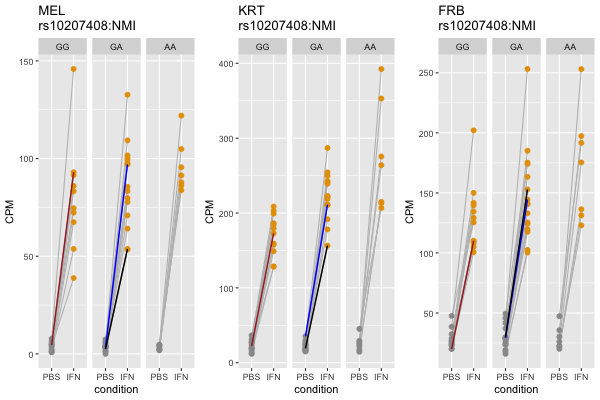 MEL
rs10207408:NMI
GG GA AA
150
100
50
0
CPM
PBS IFN PBS IFN PBS IFN
condition
KRT
rs10207408:NMI
GG GA AA
400
300
200
100
0
CPM
PBS IFN PBS IFN PBS IFN
condition
FRB
rs10207408:NMI
GG GA AA
250
200
150
100
50
CPM
PBS IFN PBS IFN PBS IFN
condition